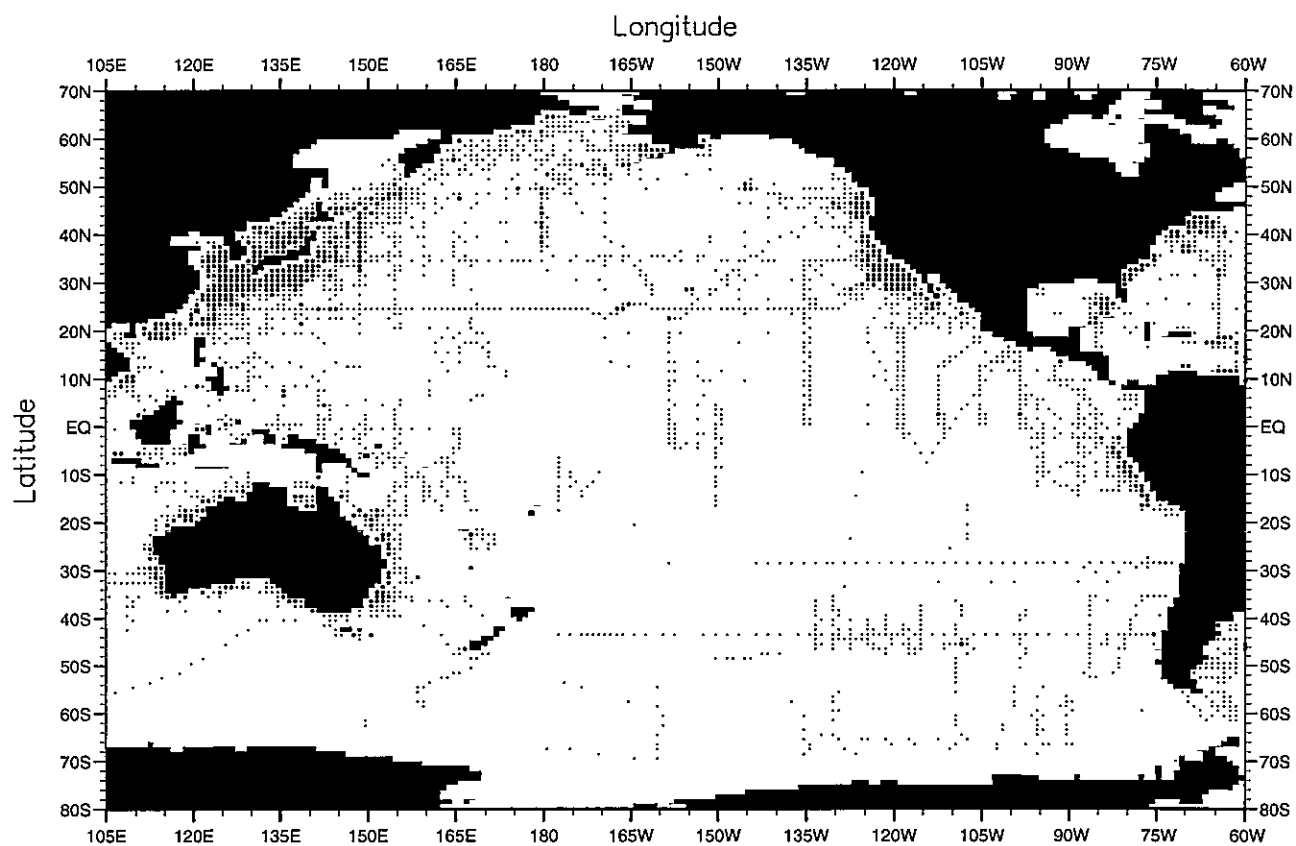 Longitude
105E 120E 135E 150E 165E 180 165W 150W 135W 120W 105W 90W 75W 60W
70N 70N
60N 60N
50N 50N
40N 40N
30N 30N
20N 20N
10N 10N
Latitude
EQ EQ
10S 10S
20S 20S
30S 30S
40S 40S
50S 50S
60S 60S
70S 70S
80S 80S
105E 120E 135E 150E 165E 180 165W 150W 135W 120W 105W 90W 75W 60W